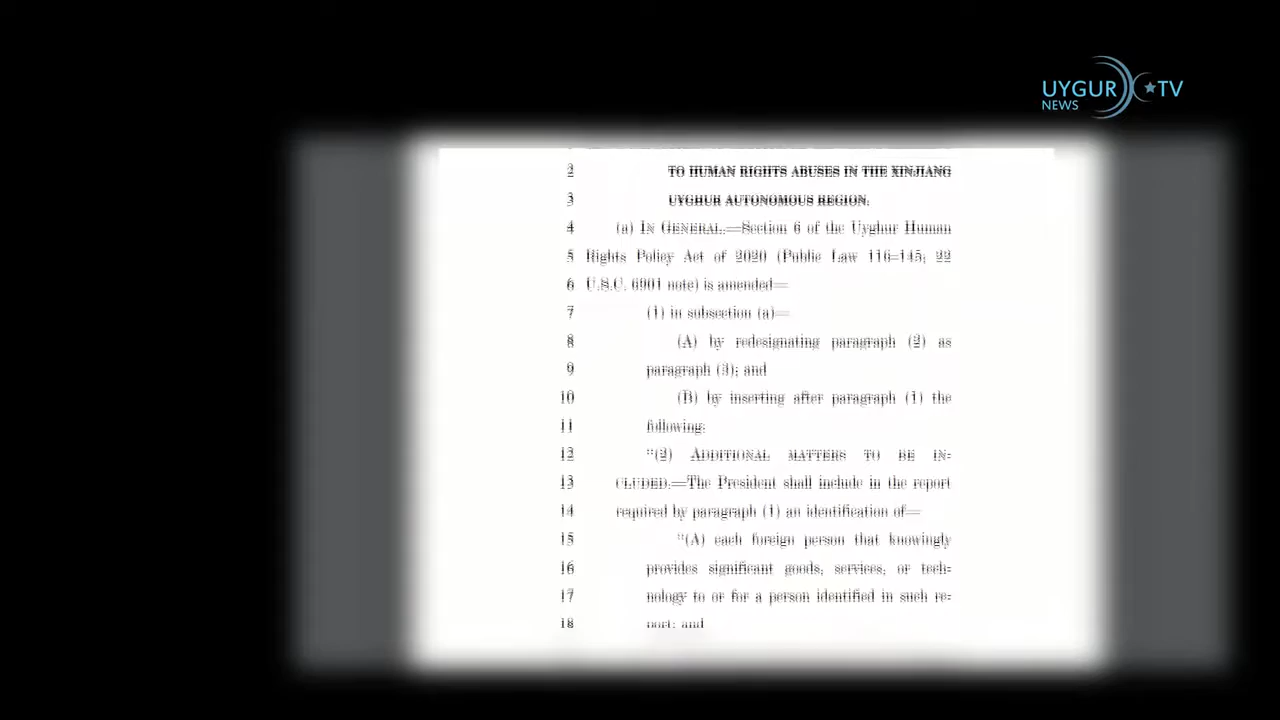 UYGUR TV
NEWS
2 TO HUMAN RIGHTS ABUSES IN THE XINJIANG
3 UYGHUR AUTONOMOUS REGION.
4 (a) IN GENERAL.—Section 6 of the Uyghur Human
5 Rights Policy Act of 2020 (Public Law 116–145; 22
6 U.S.C. 6901 note) is amended—
7 (1) in subsection (a)—
8 (A) by redesignating paragraph (2) as
9 paragraph (3); and
10 (B) by inserting after paragraph (1) the
11 following:
12 “(2) ADDITIONAL MATTERS TO BE IN-
13 CLUDED.—The President shall include in the report
14 required by paragraph (1) an identification of—
15 “(A) each foreign person that knowingly
16 provides significant goods, services, or tech-
17 nology to or for a person identified in such re-
18 port; and